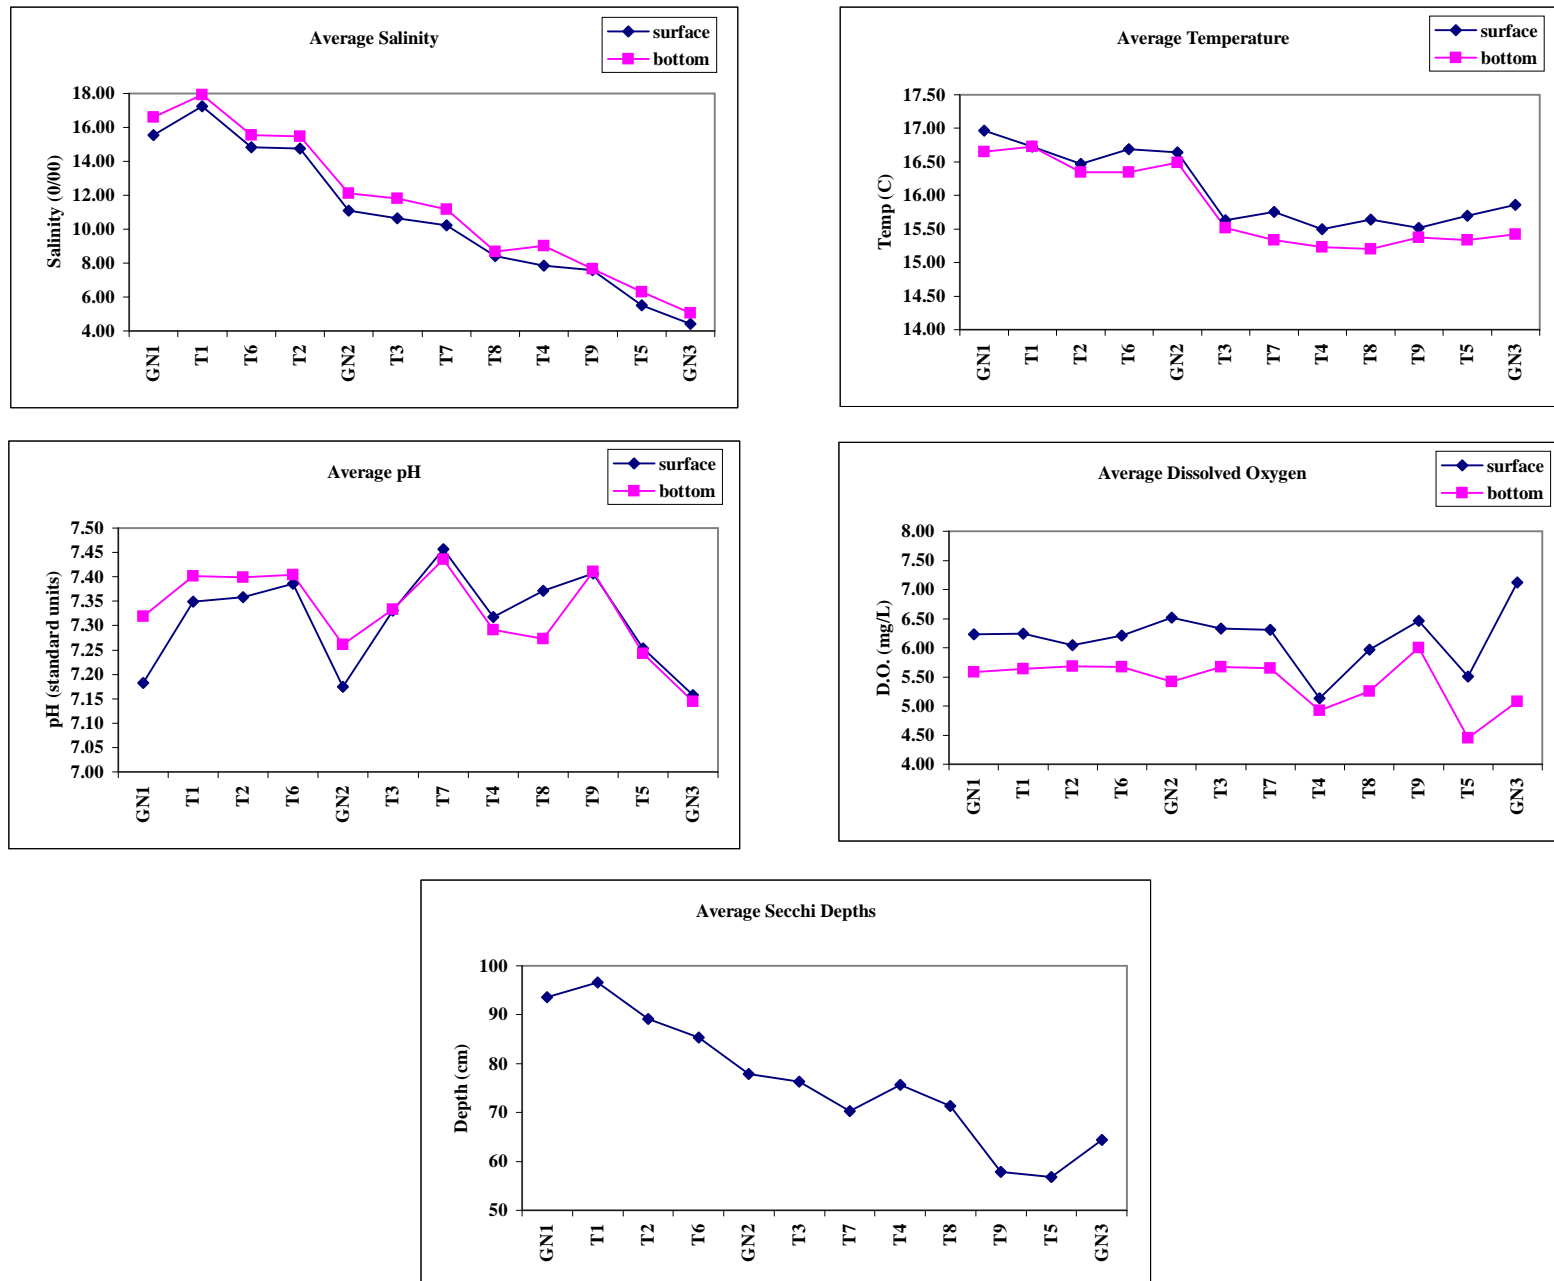 Average Salinity
surface
bottom
Salinity (0/00)
18.00
16.00
14.00
12.00
10.00
8.00
6.00
4.00
GN1 T1 T6 T2 GN2 T3 T7 T8 T4 T9 T5 GN3
Average Temperature
surface
bottom
Temp (C)
17.50
17.00
16.50
16.00
15.50
15.00
14.50
14.00
GN1 T1 T2 T6 GN2 T3 T7 T4 T8 T9 T5 GN3
Average pH
surface
bottom
pH (standard units)
7.50
7.45
7.40
7.35
7.30
7.25
7.20
7.15
7.10
7.05
7.00
GN1 T1 T2 T6 GN2 T3 T7 T4 T8 T9 T5 GN3
Average Dissolved Oxygen
surface
bottom
D.O. (mg/L)
8.00
7.50
7.00
6.50
6.00
5.50
5.00
4.50
4.00
GN1 T1 T2 T6 GN2 T3 T7 T4 T8 T9 T5 GN3
Average Secchi Depths
Depth (cm)
100
90
80
70
60
50
GN1 T1 T2 T6 GN2 T3 T7 T4 T8 T9 T5 GN3